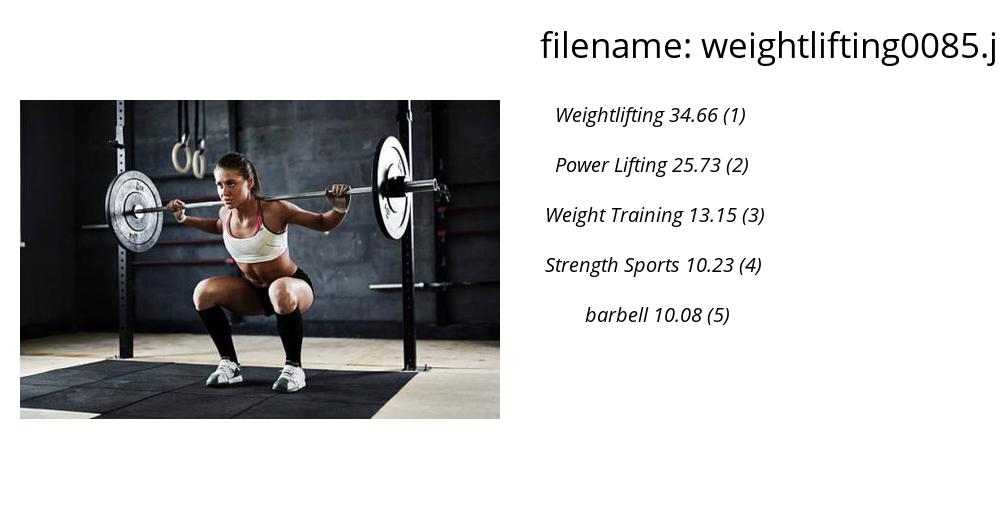 filename: weightlifting0085.j
Weightlifting 34.66 (1)
Power Lifting 25.73 (2)
Weight Training 13.15 (3)
Strength Sports 10.23 (4)
barbell 10.08 (5)